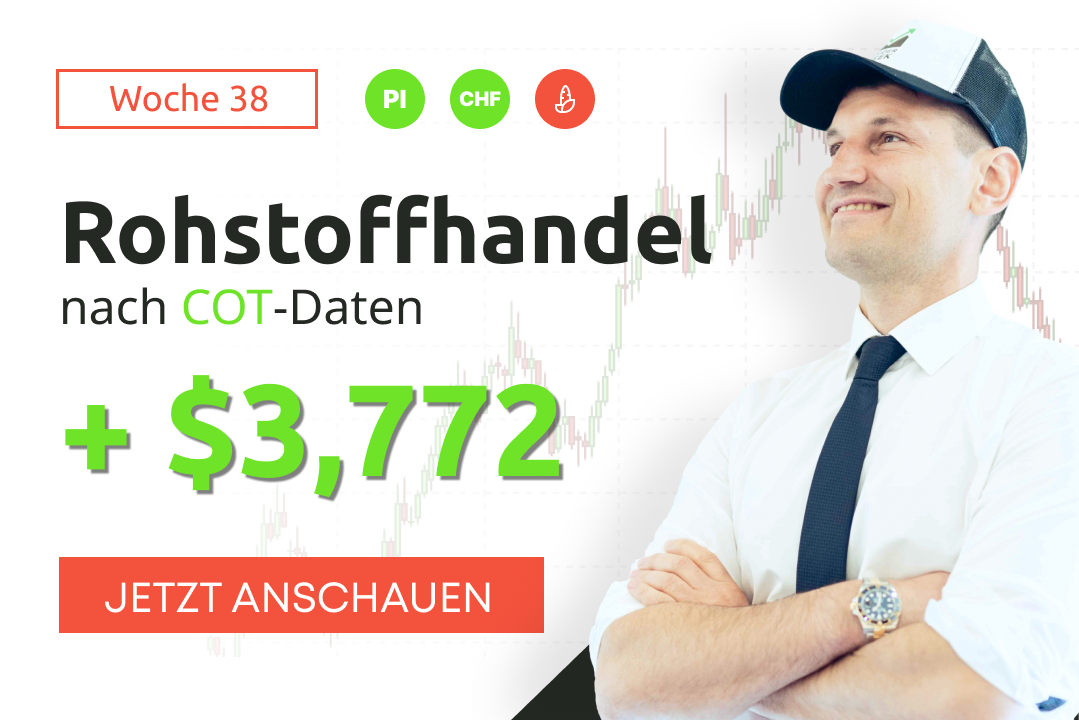 Woche 38
PI
CHF
Rohstoffhandel
nach COT-Daten
+ $3,772
JETZT ANSCHAUEN